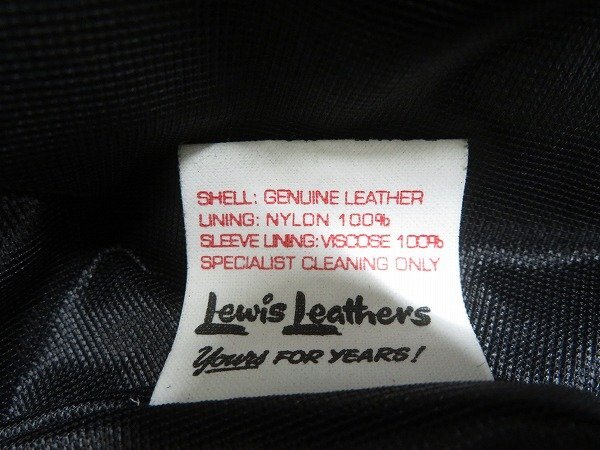 SHELL: GENUINE LEATHER
LINING: NYLON 100%
SLEEVE LINING: VISCOSE 100%
SPECIALIST CLEANING ONLY
Lewis Leathers
Yours FOR YEARS!